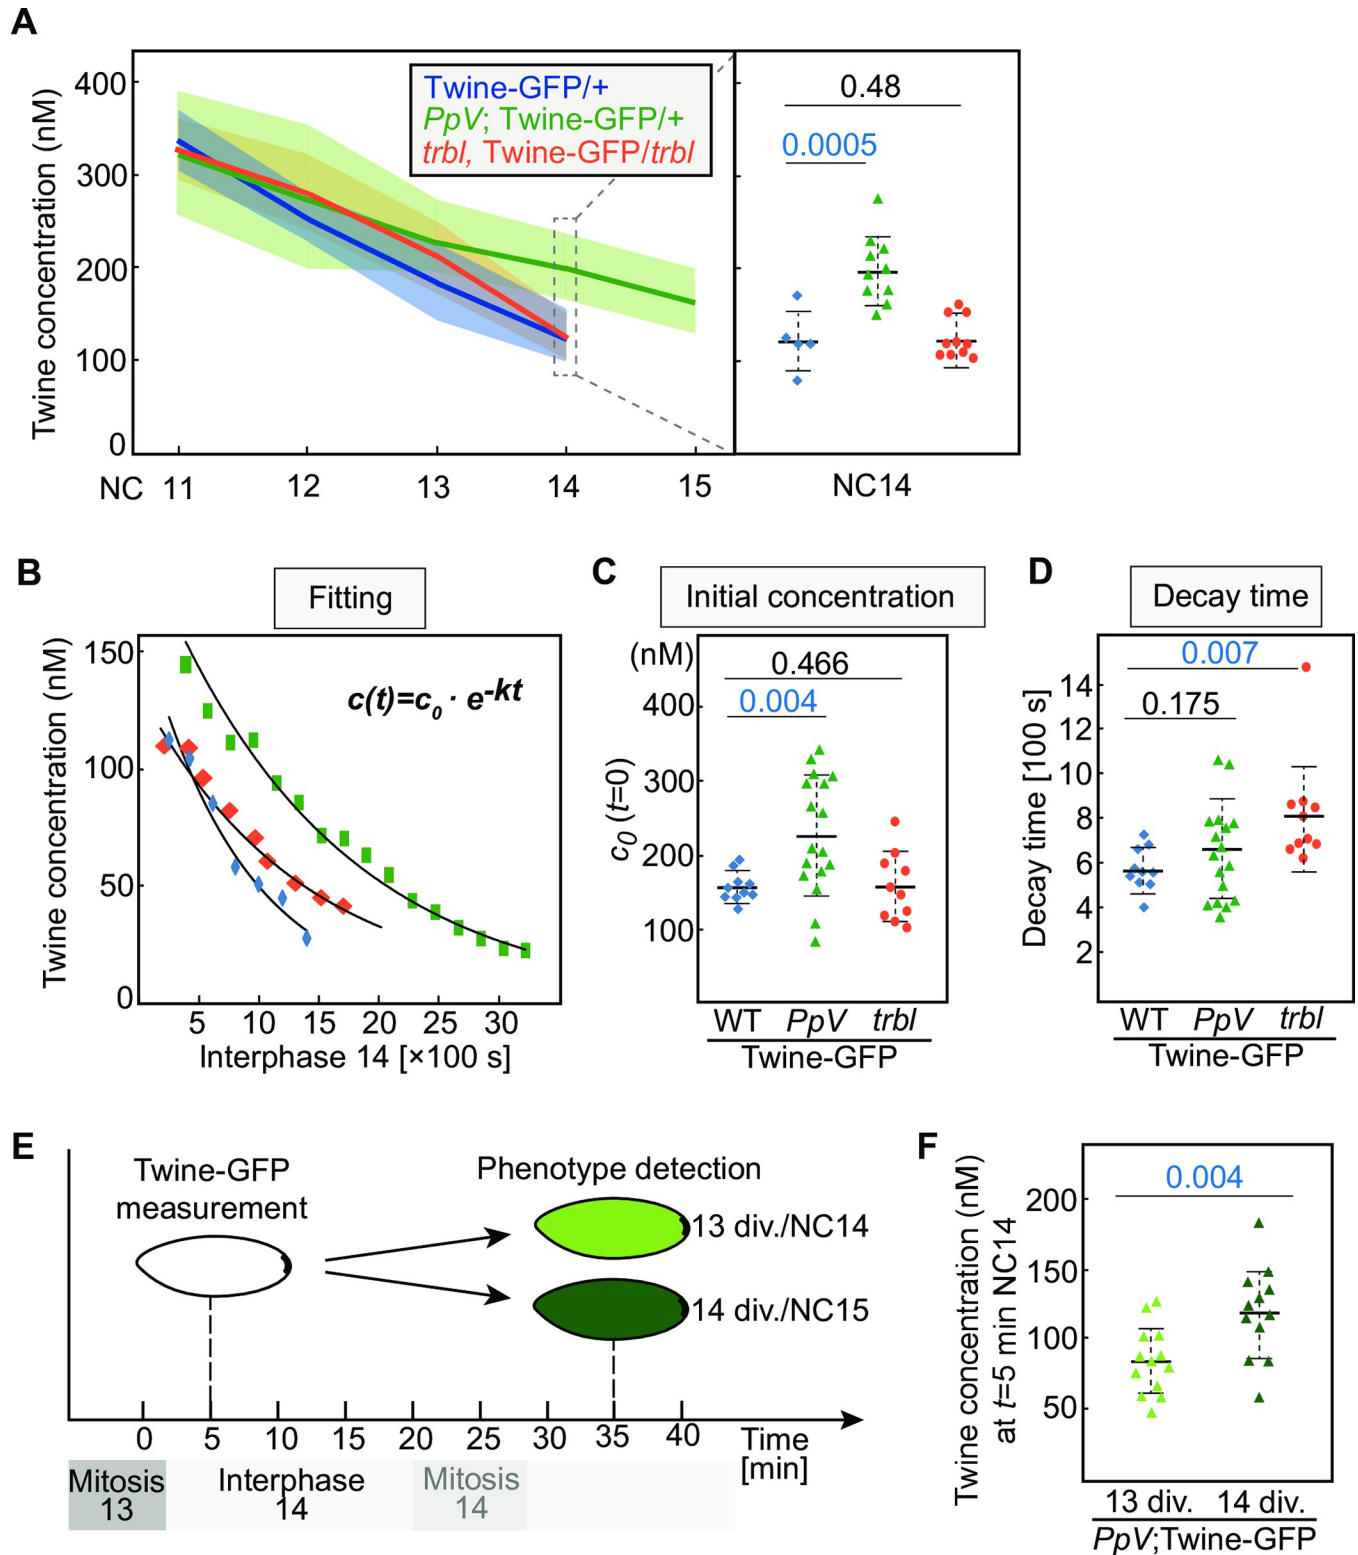 A
Twine concentration (nM)
400
300
200
100
0
Twine-GFP/+
PpV; Twine-GFP/+
trbl, Twine-GFP/trbl
0.48
0.0005
NC 11 12 13 14 15
NC14
B
Fitting
Twine concentration (nM)
150
100
50
0
c(t)=c0 · e-kt
5 10 15 20 25 30
Interphase 14 [×100 s]
C
Initial concentration
(nM)
c0 (t=0)
400
300
200
100
0.466
0.004
WT PpV trbl
Twine-GFP
D
Decay time
Decay time [100 s]
14
12
10
8
6
4
2
0.007
0.175
WT PpV trbl
Twine-GFP
E
Twine-GFP
measurement
Phenotype detection
13 div./NC14
14 div./NC15
0 5 10 15 20 25 30 35 40 Time
[min]
Mitosis
13
Interphase
14
Mitosis
14
F
Twine concentration (nM)
at t=5 min NC14
200
150
100
50
0.004
13 div. 14 div.
PpV;Twine-GFP